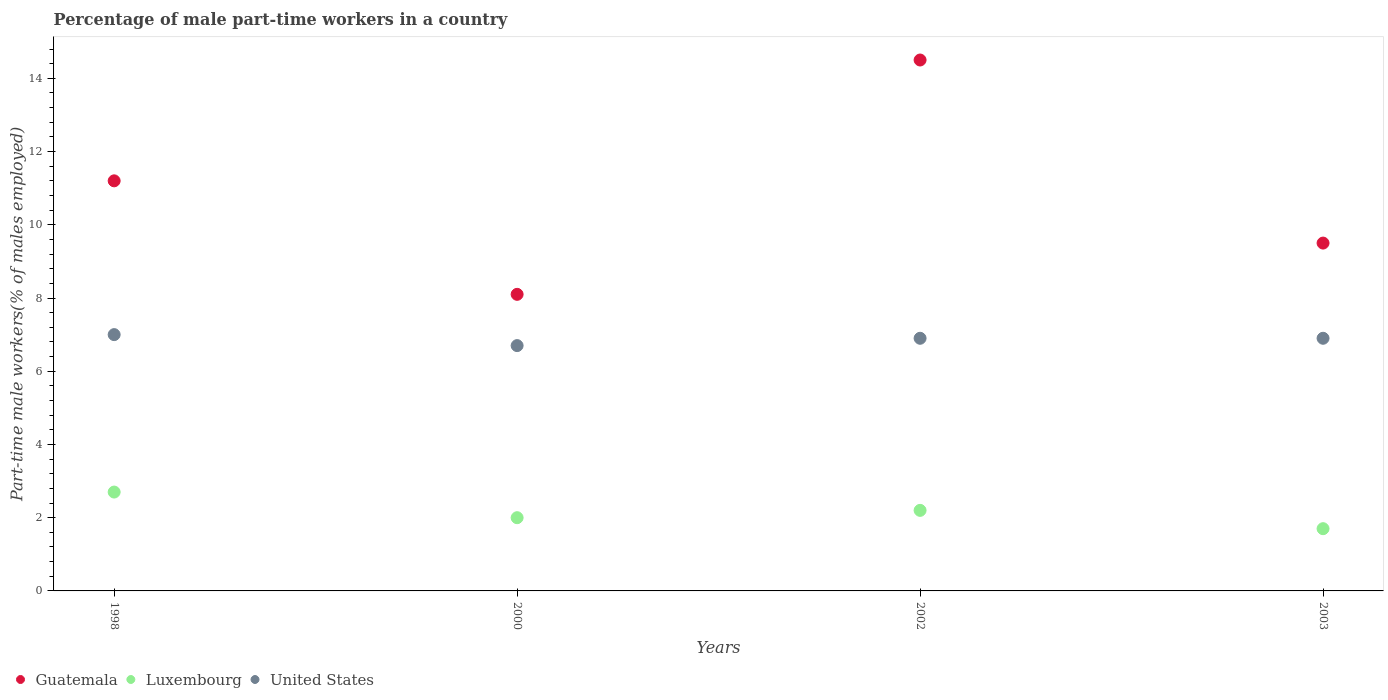 Percentage of male part-time workers in a country
Part-time male workers(% of males employed)
14
12
10
8
6
4
2
0
1998
2000
2002
2003
Years
Guatemala
Luxembourg
United States